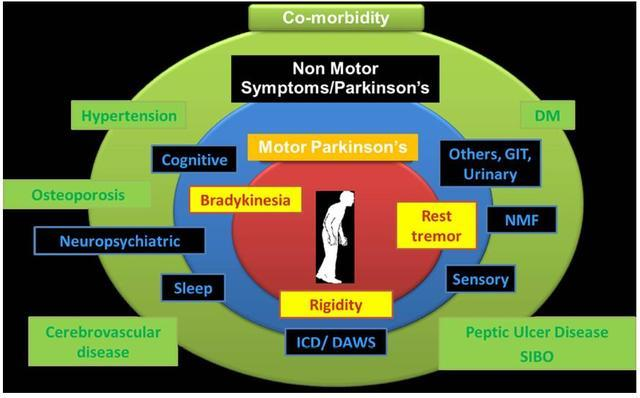 Co-morbidity
Non Motor
Symptoms/Parkinson's
Hypertension
DM
Motor Parkinson's
Cognitive
Others, GIT,
Urinary
Osteoporosis
Bradykinesia
Rest
tremor
NMF
Neuropsychiatric
Sleep
Sensory
Rigidity
Cerebrovascular
disease
ICD/ DAWS
Peptic Ulcer Disease
SIBO